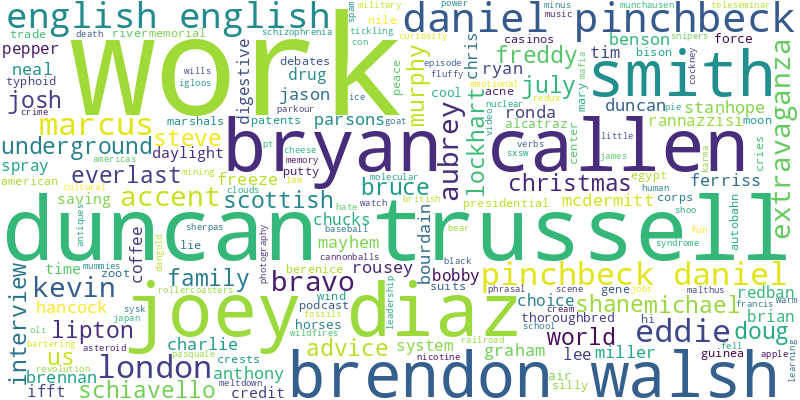 english english
work
daniel pinchbeck
smith
bryan callen
duncan trussell
joey diaz
brendon walsh
pinchbeck daniel
extravaganza
military
power
minus
munchausen
teleseminar
music
spam
tickling
con
nile
curiosity
trade
death
rivermemorial
schizophrenia
pepper
neal
typhoid
wills
igloos
debates
drug
digestive
episode
fluffy
peace
murphy
chris
casinos
benson
bison
force
snipers
cockney
mafia
freddy
tim
josh
crime
marshals
jason
parkour
ice
cool
emotional
ryan
acne
july
mary
duncan
pie
stanhope
marcus
steve
patents
parsons
goat
redux
nuclear
video
ronda
rannazzisi
moon
alcatraz
underground
daylight
pt
cheese
memory
aubrey
lockhart
verbs
sxsw
center
little
james
karma
cries
spray
americas
mining
law
putty
everlast
american
cultural
freeze
clouds
molecular
bruce
christmas
egypt
human
ferriss
saving
accent
scottish
hate
watch
british
presidential
mcdermitt
corps
shoo
antiques
sherpas
chucks
baseball
bear
black
syndrome
fun
autobahn
coffee
lie
mayhem
bourdain
cannonballs
time
mummies
zoot
dangold
family
photography
berenice
rousey
leadership
bobby
phrasal
scene
jobs
gene
malthus
interview
kevin
rollercoasters
bravo
suits
shane
michael
redban
francis
warm
hancock
sysk
japan
wind
podcast
fossils
choice
cream
thoroughbred
hi
brian
oli
lipton
charlie
horses
wildfires
advice
system
school
eddie
doug
bartering
asteroid
us
london
pasquale
crests
railroad
graham
world
lee
miller
fell
guinea
apple
brennan
revolution
anthony
nicotine
air
silly
learning
ifft
schiavello
meltdown
credit